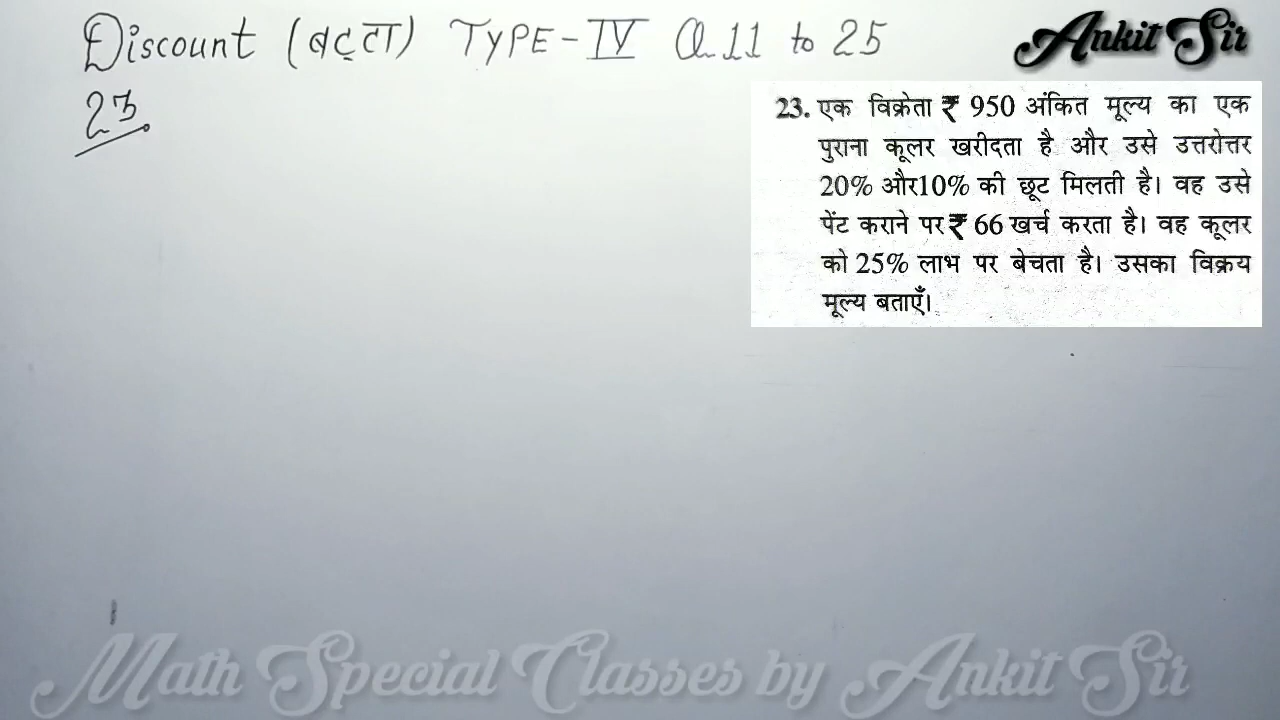 Discount (बट्टा) TYPE-IV Q.11 to 25
Ankit Sir
23
23. एक विक्रेता ₹ 950 अंकित मूल्य का एक
पुराना कूलर खरीदता है और उसे उत्तरोत्तर
20% और10% की छूट मिलती है। वह उसे
पेंट कराने पर ₹ 66 खर्च करता है। वह कूलर
को 25% लाभ पर बेचता है। उसका विक्रय
मूल्य बताएँ।
Math Special Classes by Ankit Sir